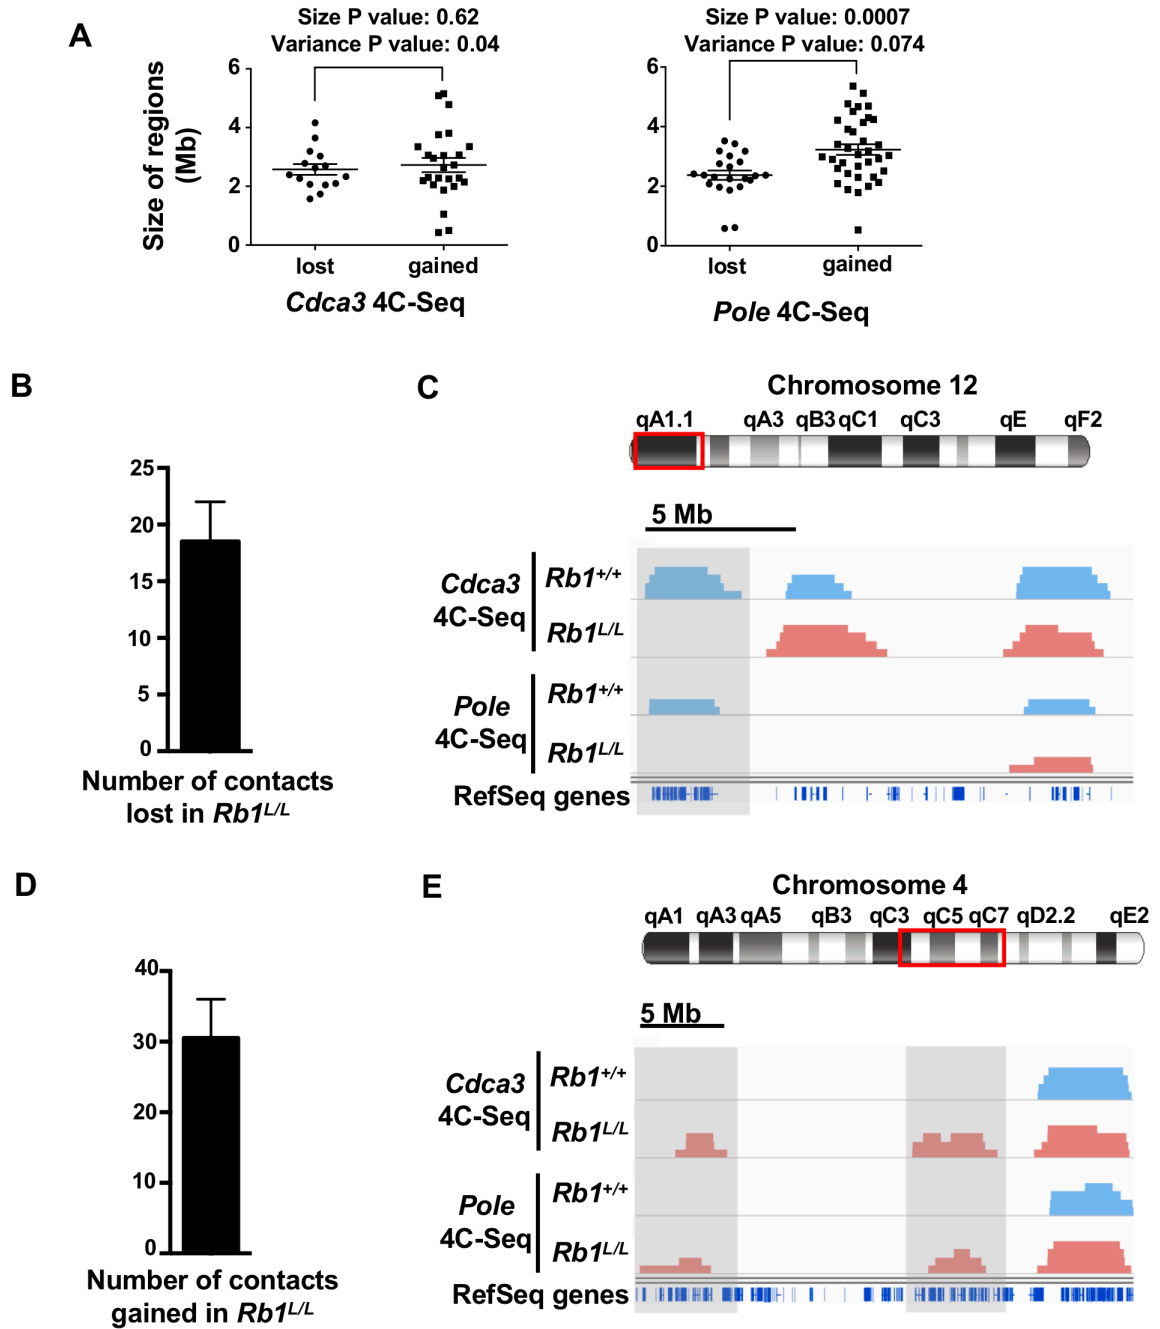 A
Size P value: 0.62
Variance P value: 0.04
Size P value: 0.0007
Variance P value: 0.074
Size of regions
(Mb)
6
4
2
0
lost
gained
Cdca3 4C-Seq
6
4
2
0
lost
gained
Pole 4C-Seq
B
25
20
15
10
5
0
Number of contacts
lost in Rb1L/L
C
Chromosome 12
qA1.1 qA3 qB3 qC1 qC3 qE qF2
5 Mb
Cdca3
4C-Seq
Rb1+/+
Rb1L/L
Pole
4C-Seq
Rb1+/+
Rb1L/L
RefSeq genes
D
40
30
20
10
0
Number of contacts
gained in Rb1L/L
E
Chromosome 4
qA1 qA3 qA5 qB3 qC3 qC5 qC7 qD2.2 qE2
5 Mb
Cdca3
4C-Seq
Rb1+/+
Rb1L/L
Pole
4C-Seq
Rb1+/+
Rb1L/L
RefSeq genes